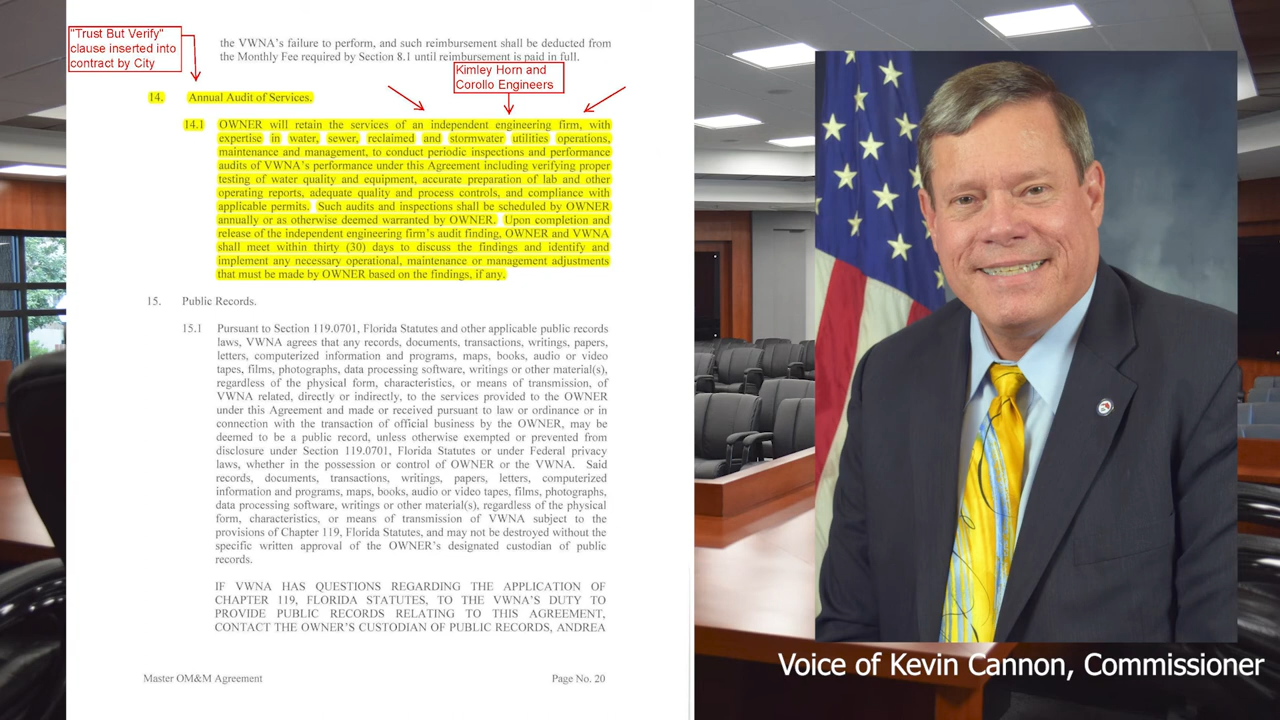 "Trust But Verify"
clause inserted into
contract by City
the VWNA's failure to perform, and such reimbursement shall be deducted from
the Monthly Fee required by Section 8.1 until reimbursement is paid in full.
Kimley Horn and
Corollo Engineers
14. Annual Audit of Services.
14.1 OWNER will retain the services of an independent engineering firm, with
expertise in water, sewer, reclaimed and stormwater utilities operations,
maintenance and management, to conduct periodic inspections and performance
audits of VWNA's performance under this Agreement including verifying proper
testing of water quality and equipment, accurate preparation of lab and other
operating reports, adequate quality and process controls, and compliance with
applicable permits. Such audits and inspections shall be scheduled by OWNER
annually or as otherwise deemed warranted by OWNER. Upon completion and
release of the independent engineering firm's audit finding, OWNER and VWNA
shall meet within thirty (30) days to discuss the findings and identify and
implement any necessary operational, maintenance or management adjustments
that must be made by OWNER based on the findings, if any.
15. Public Records.
15.1 Pursuant to Section 119.0701, Florida Statutes and other applicable public records
laws, VWNA agrees that any records, documents, transactions, writings, papers,
letters, computerized information and programs, maps, books, audio or video
tapes, films, photographs, data processing software, writings or other material(s),
regardless of the physical form, characteristics, or means of transmission, of
VWNA related, directly or indirectly, to the services provided to the OWNER
under this Agreement and made or received pursuant to law or ordinance or in
connection with the transaction of official business by the OWNER, may be
deemed to be a public record, unless otherwise exempted or prevented from
disclosure under Section 119.0701, Florida Statutes or under Federal privacy
laws, whether in the possession or control of OWNER or the VWNA. Said
records, documents, transactions, writings, papers, letters, computerized
information and programs, maps, books, audio or video tapes, films, photographs,
data processing software, writings or other material(s), regardless of the physical
form, characteristics, or means of transmission of VWNA subject to the
provisions of Chapter 119, Florida Statutes, and may not be destroyed without the
specific written approval of the OWNER's designated custodian of public
records.
IF VWNA HAS QUESTIONS REGARDING THE APPLICATION OF
CHAPTER 119, FLORIDA STATUTES, TO THE VWNA'S DUTY TO
PROVIDE PUBLIC RECORDS RELATING TO THIS AGREEMENT,
CONTACT THE OWNER'S CUSTODIAN OF PUBLIC RECORDS, ANDREA
Master OM&M Agreement Page No. 20
Voice of Kevin Cannon, Commissioner